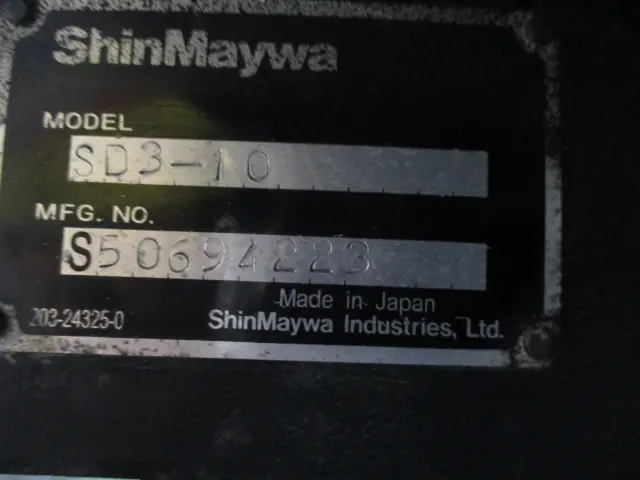 ShinMaywa
MODEL
SD3-10
MFG. NO.
S50694223
Made in Japan
203-24325-0 ShinMaywa Industries, Ltd.